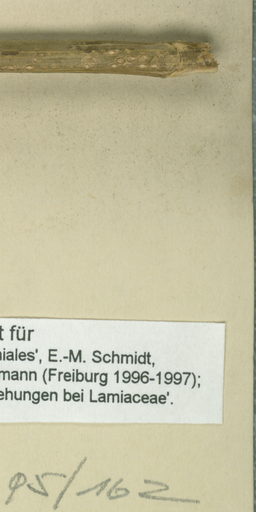 t für
niales', E.-M. Schmidt,
mann (Freiburg 1996-1997);
ehungen bei Lamiaceae'.
95/162